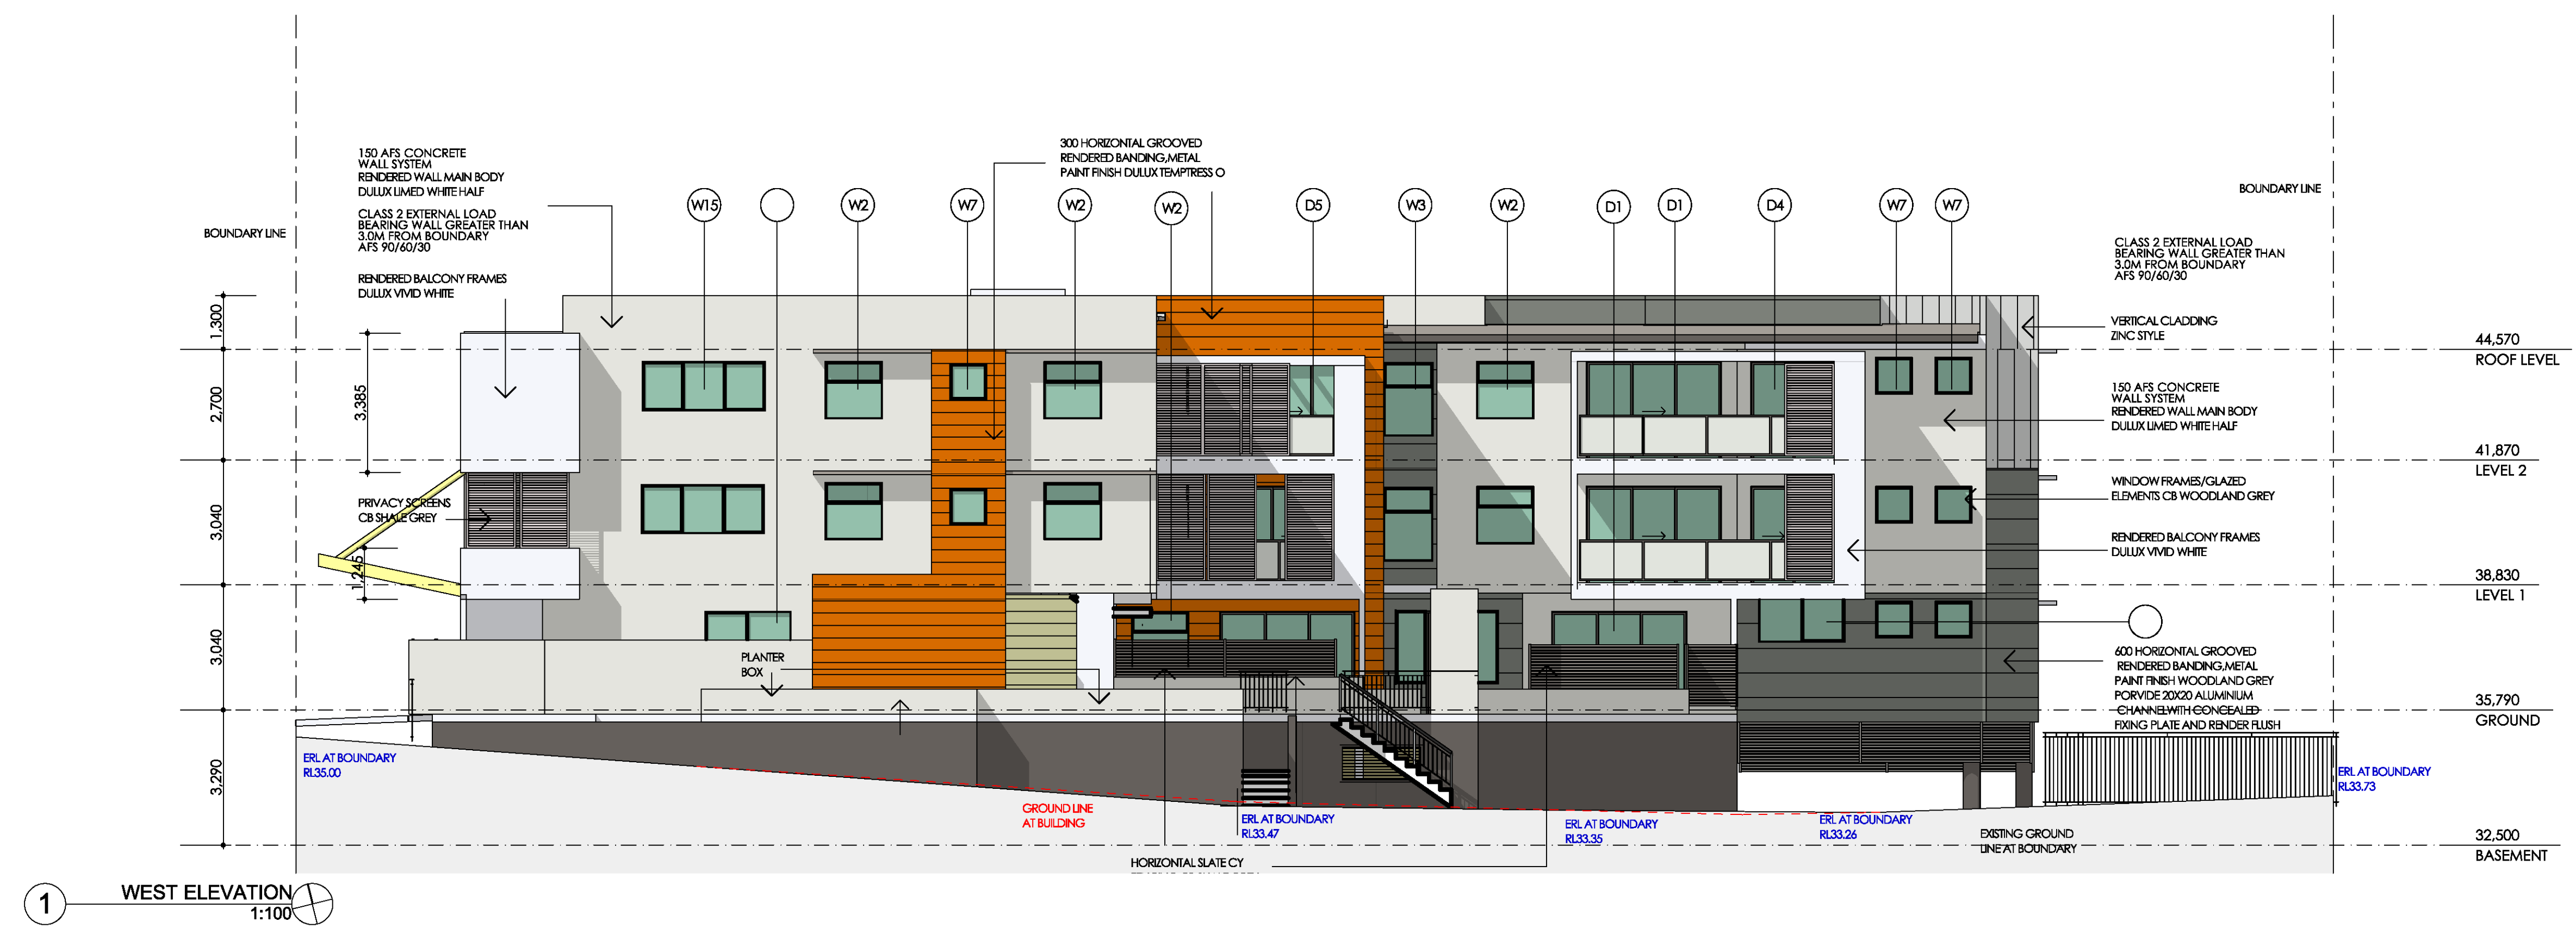 150 AFS CONCRETE
WALL SYSTEM
RENDERED WALL MAIN BODY
DULUX LIMED WHITE HALF
CLASS 2 EXTERNAL LOAD
BEARING WALL GREATER THAN
3.0M FROM BOUNDARY
AFS 90/60/30
BOUNDARY LINE
RENDERED BALCONY FRAMES
DULUX VIVID WHITE
300 HORIZONTAL GROOVED
RENDERED BANDING,METAL
PAINT FINISH DULUX TEMPTRESS O
W15
W2
W7
W2
W2
D5
W3
W2
D1
D1
D4
W7
W7
BOUNDARY LINE
CLASS 2 EXTERNAL LOAD
BEARING WALL GREATER THAN
3.0M FROM BOUNDARY
AFS 90/60/30
VERTICAL CLADDING
ZINC STYLE
150 AFS CONCRETE
WALL SYSTEM
RENDERED WALL MAIN BODY
DULUX LIMED WHITE HALF
WINDOW FRAMES/GLAZED
ELEMENTS CB WOODLAND GREY
RENDERED BALCONY FRAMES
DULUX VIVID WHITE
600 HORIZONTAL GROOVED
RENDERED BANDING,METAL
PAINT FINISH WOODLAND GREY
PORVIDE 20X20 ALUMINIUM
CHANNELWITH CONCEALED
FIXING PLATE AND RENDER FLUSH
1,300
2,700
3,040
3,040
3,290
3,385
1,245
PRIVACY SCREENS
CB SHALE GREY
PLANTER
BOX
44,570
ROOF LEVEL
41,870
LEVEL 2
38,830
LEVEL 1
35,790
GROUND
32,500
BASEMENT
ERL AT BOUNDARY
RL35.00
GROUND LINE
AT BUILDING
ERL AT BOUNDARY
RL33.47
ERL AT BOUNDARY
RL33.35
ERL AT BOUNDARY
RL33.26
ERL AT BOUNDARY
RL33.73
EXISTING GROUND
LINE AT BOUNDARY
HORIZONTAL SLATE CY
1
WEST ELEVATION
1:100